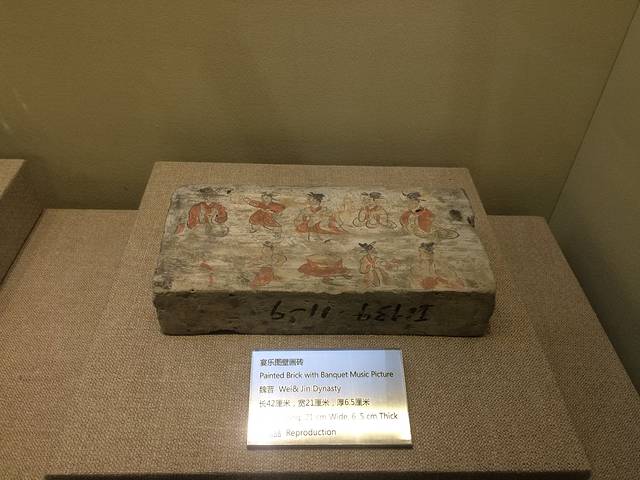 宴乐图壁画砖
Painted Brick with Banquet Music Picture
魏晋 Wei& Jin Dynasty
长42厘米，宽21厘米，厚6.5厘米
21 cm Wide, 6.5 cm Thick
品 Reproduction